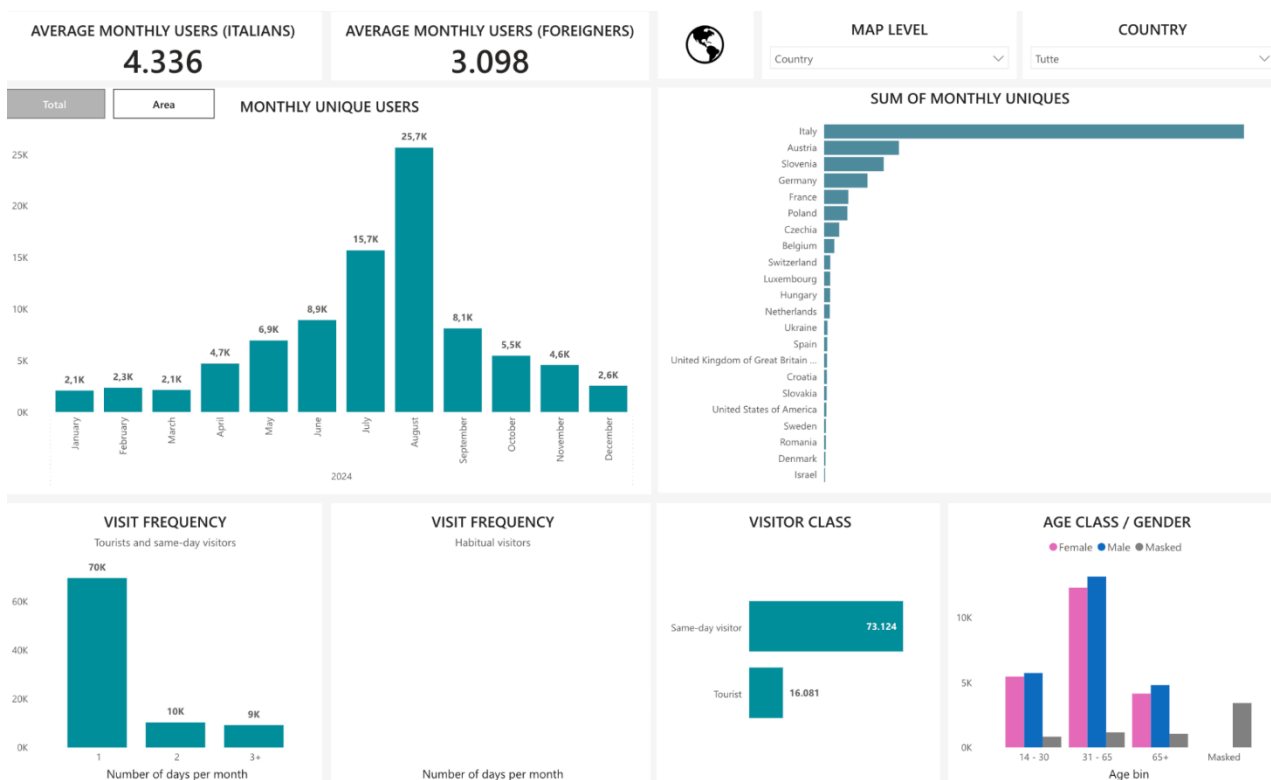 AVERAGE MONTHLY USERS (ITALIANS)
4.336
AVERAGE MONTHLY USERS (FOREIGNERS)
3.098
MAP LEVEL
Country
COUNTRY
Tutte
Total
Area
MONTHLY UNIQUE USERS
25K
20K
15K
10K
5K
0K
2,1K
2,3K
2,1K
4,7K
6,9K
8,9K
15,7K
25,7K
8,1K
5,5K
4,6K
2,6K
January
February
March
April
May
June
July
August
September
October
November
December
2024
SUM OF MONTHLY UNIQUES
Italy
Austria
Slovenia
Germany
France
Poland
Czechia
Belgium
Switzerland
Luxembourg
Hungary
Netherlands
Ukraine
Spain
United Kingdom of Great Britain ...
Croatia
Slovakia
United States of America
Sweden
Romania
Denmark
Israel
VISIT FREQUENCY
Tourists and same-day visitors
60K
40K
20K
0K
70K
10K
9K
1
2
3+
Number of days per month
VISIT FREQUENCY
Habitual visitors
Number of days per month
VISITOR CLASS
Same-day visitor
73.124
Tourist
16.081
AGE CLASS / GENDER
Female
Male
Masked
10K
5K
0K
14 - 30
31 - 65
65+
Masked
Age bin